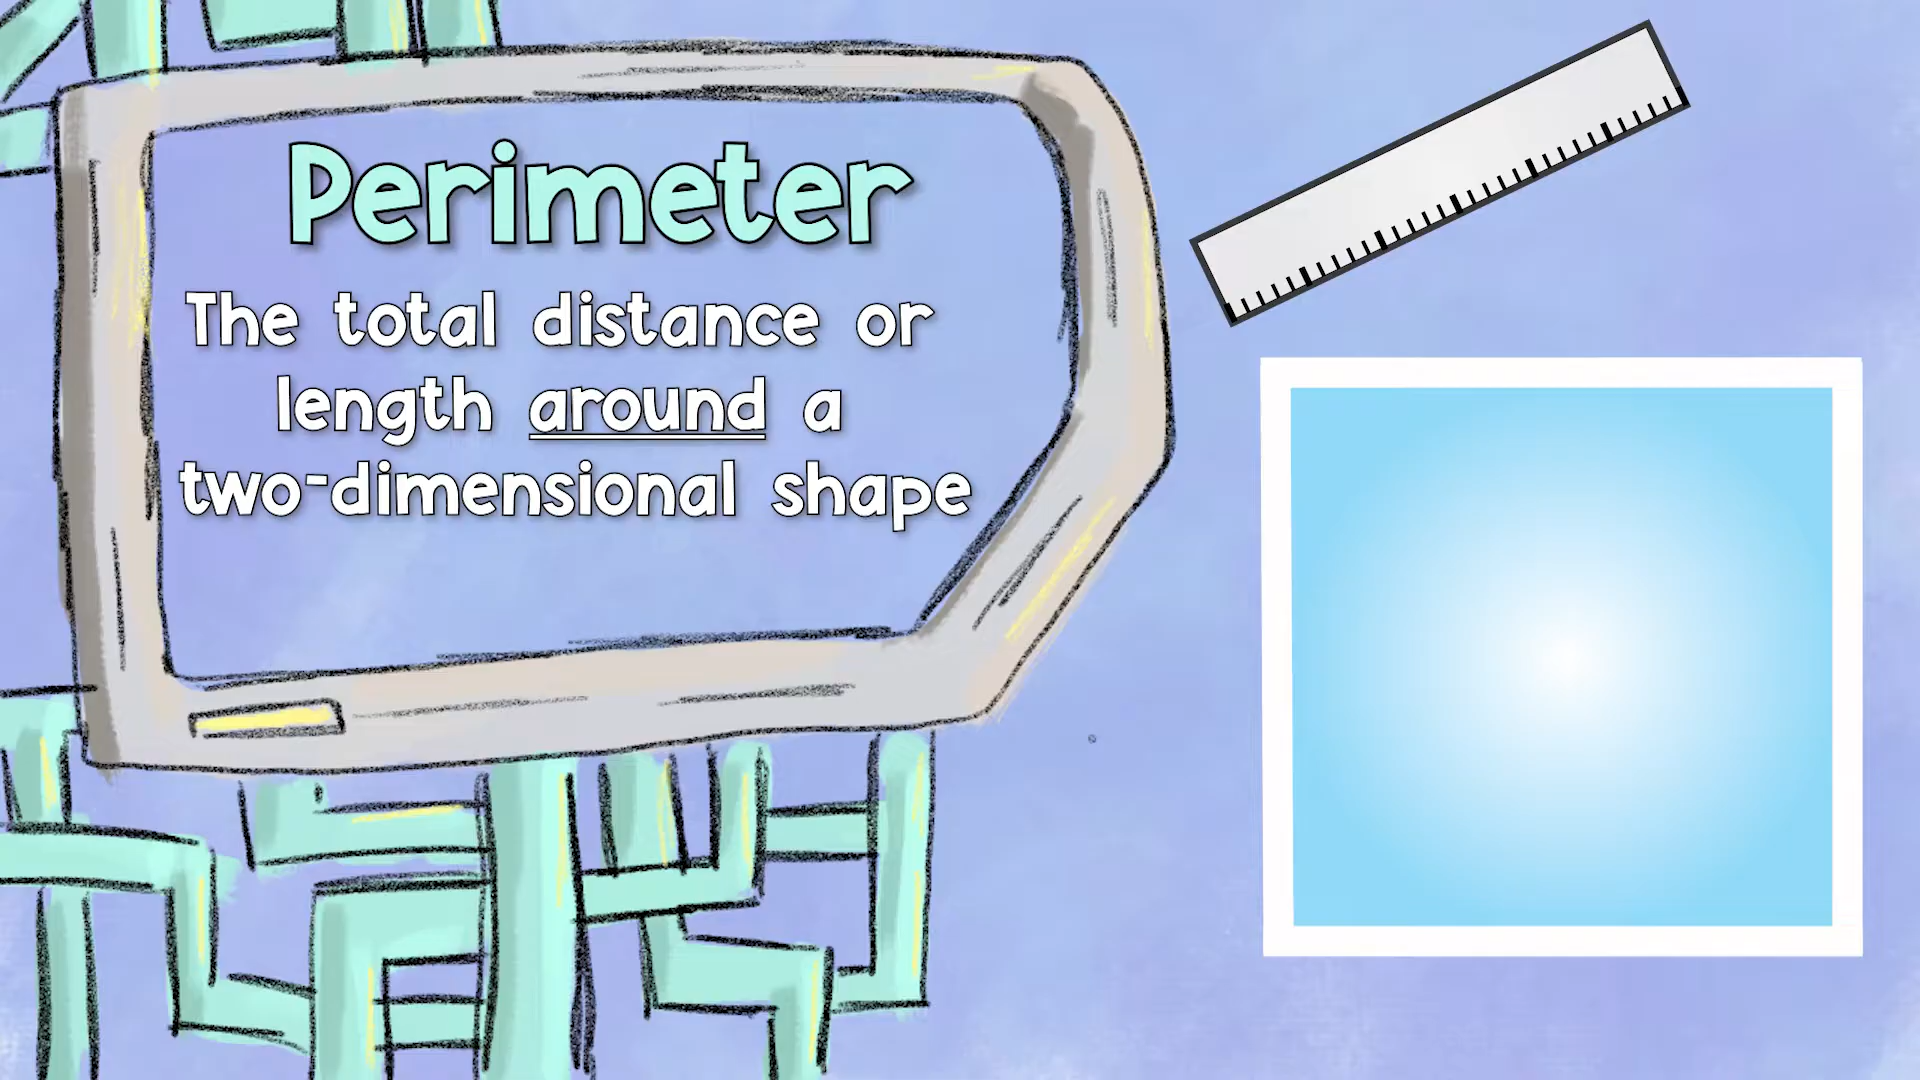 Perimeter
The total distance or
length around a
two-dimensional shape